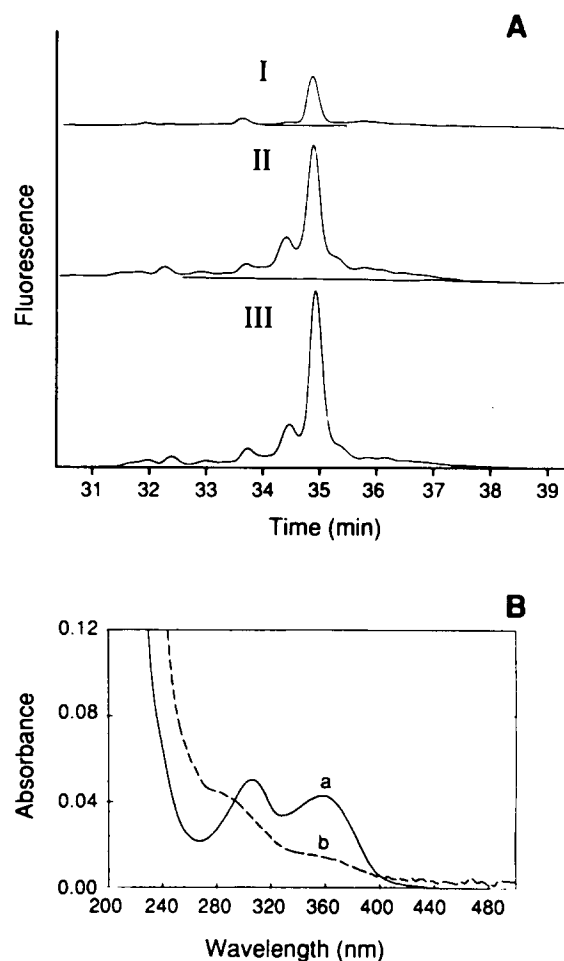 A
I
II
III
Fluorescence
31 32 33 34 35 36 37 38 39
Time (min)
B
0.12
0.08
0.04
0.00
a
b
Absorbance
200 240 280 320 360 400 440 480
Wavelength (nm)